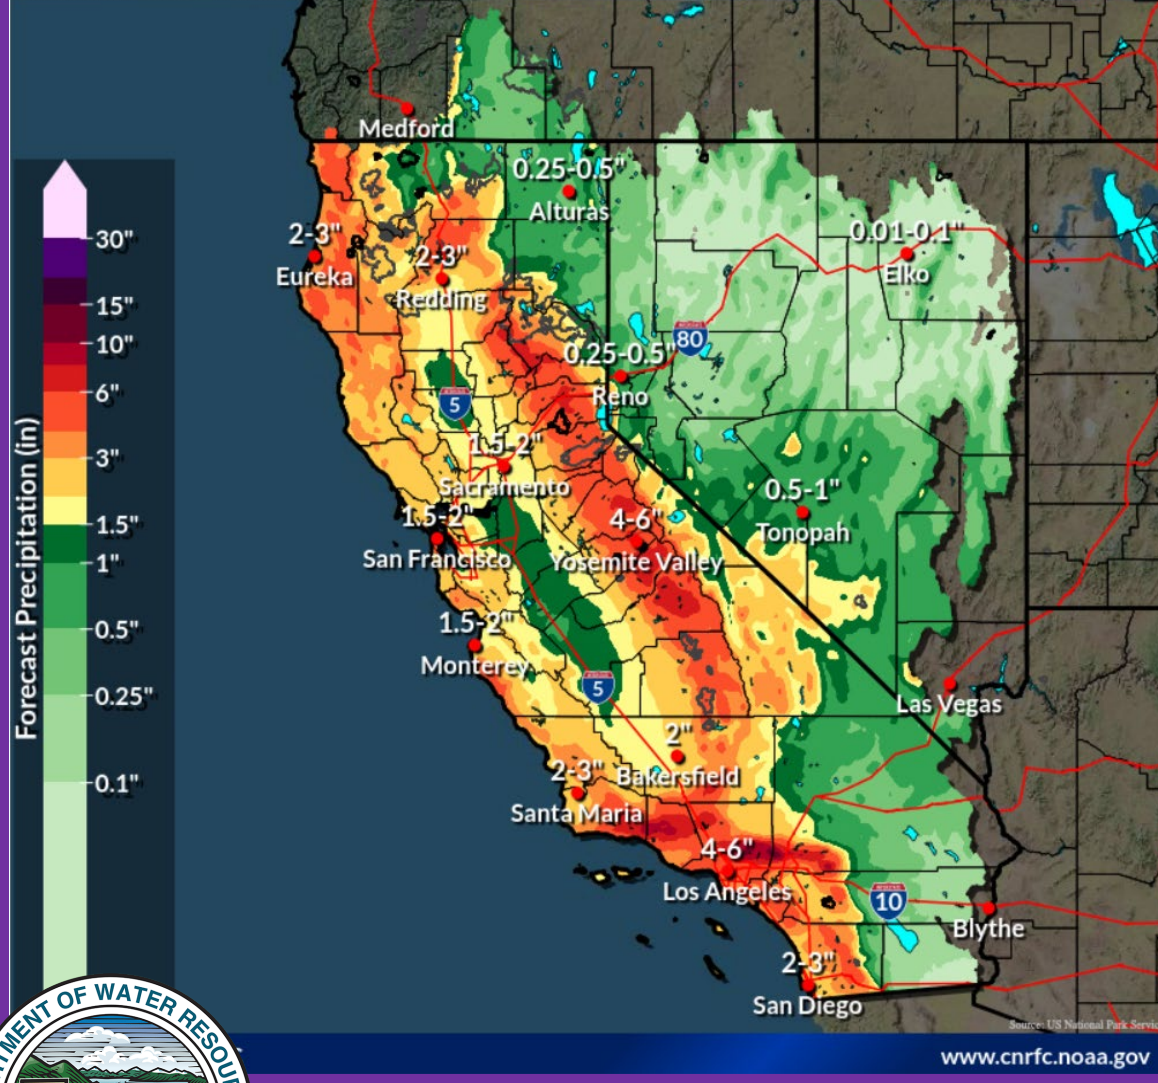 Medford
0.25-0.5"
Alturas
0.01-0.1"
Elko
2-3"
Eureka
2-3"
Redding
30"
15"
10"
6"
3"
1.5"
1"
0.5"
0.25"
0.1"
Forecast Precipitation (in)
80
0.25-0.5"
Reno
5
1.5-2"
Sacramento
0.5-1"
Tonopah
1.5-2"
San Francisco
4-6"
Yosemite Valley
1.5-2"
Monterey
5
Las Vegas
2"
Bakersfield
2-3"
Santa Maria
4-6"
Los Angeles
10
Blythe
2-3"
San Diego
Source: US National Park
OF WATER
www.cnrfc.noaa.gov